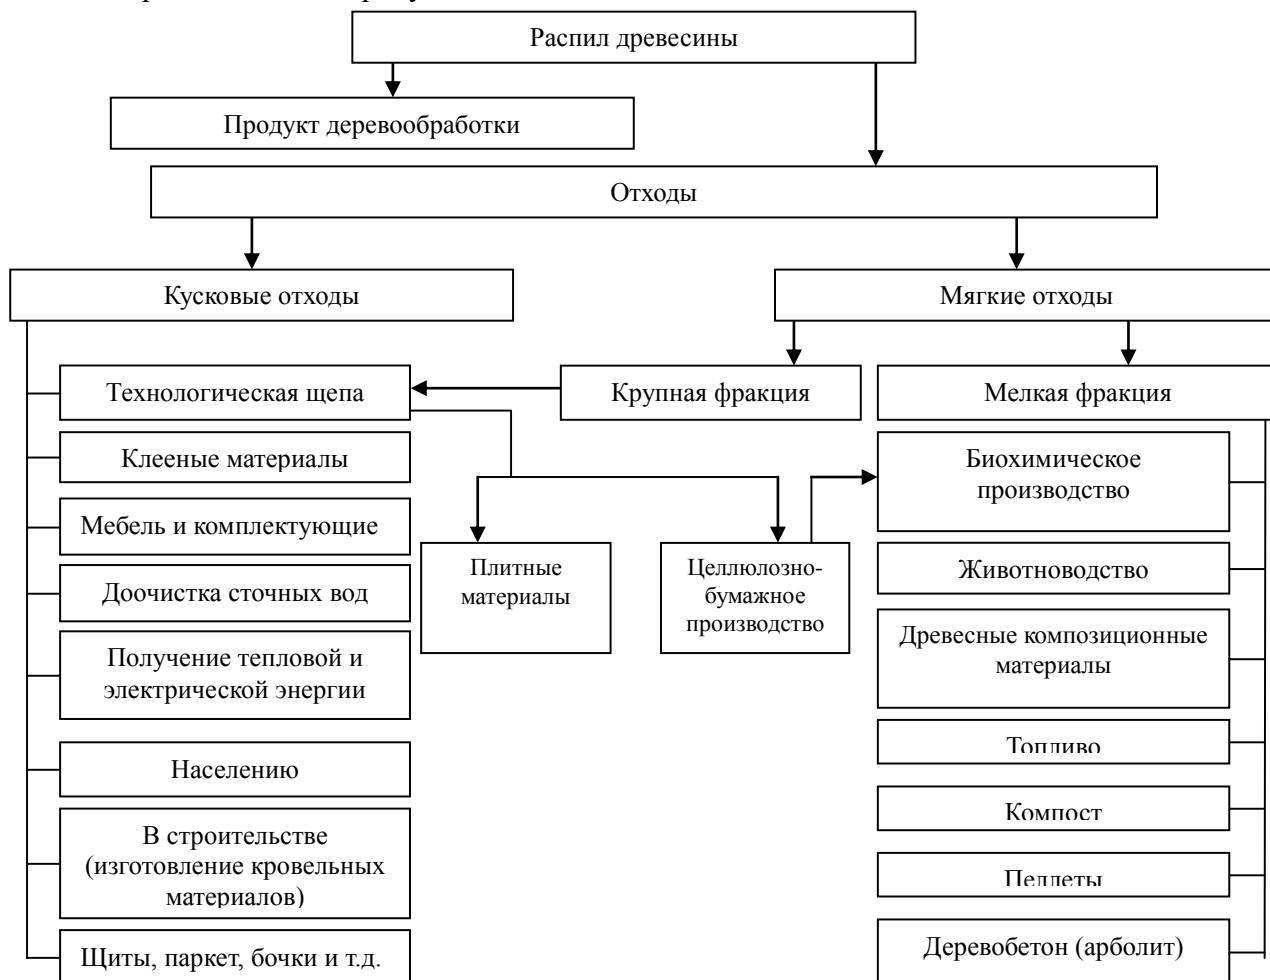 Распил древесины
Продукт деревообработки
Отходы
Кусковые отходы
Мягкие отходы
Технологическая щепа
Крупная фракция
Мелкая фракция
Клееные материалы
Мебель и комплектующие
Доочистка сточных вод
Получение тепловой и
электрической энергии
Населению
В строительстве
(изготовление кровельных
материалов)
Щиты, паркет, бочки и т.д.
Плитные
материалы
Целлюлозно-
бумажное
производство
Биохимическое
производство
Животноводство
Древесные композиционные
материалы
Топливо
Компост
Пеллеты
Деревобетон (арболит)